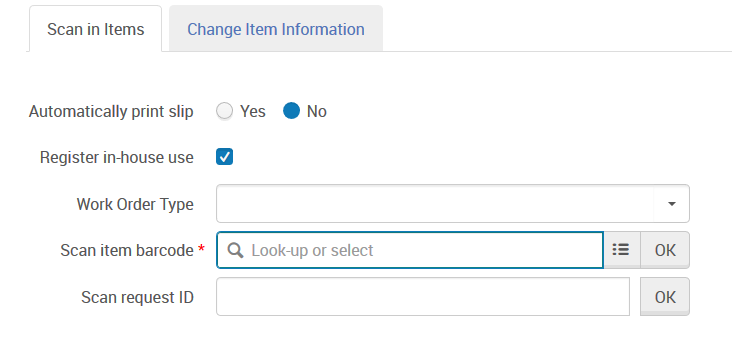 Scan in Items
Change Item Information
Automatically print slip Yes No
Register in-house use
Work Order Type
Scan item barcode * Look-up or select OK
Scan request ID OK